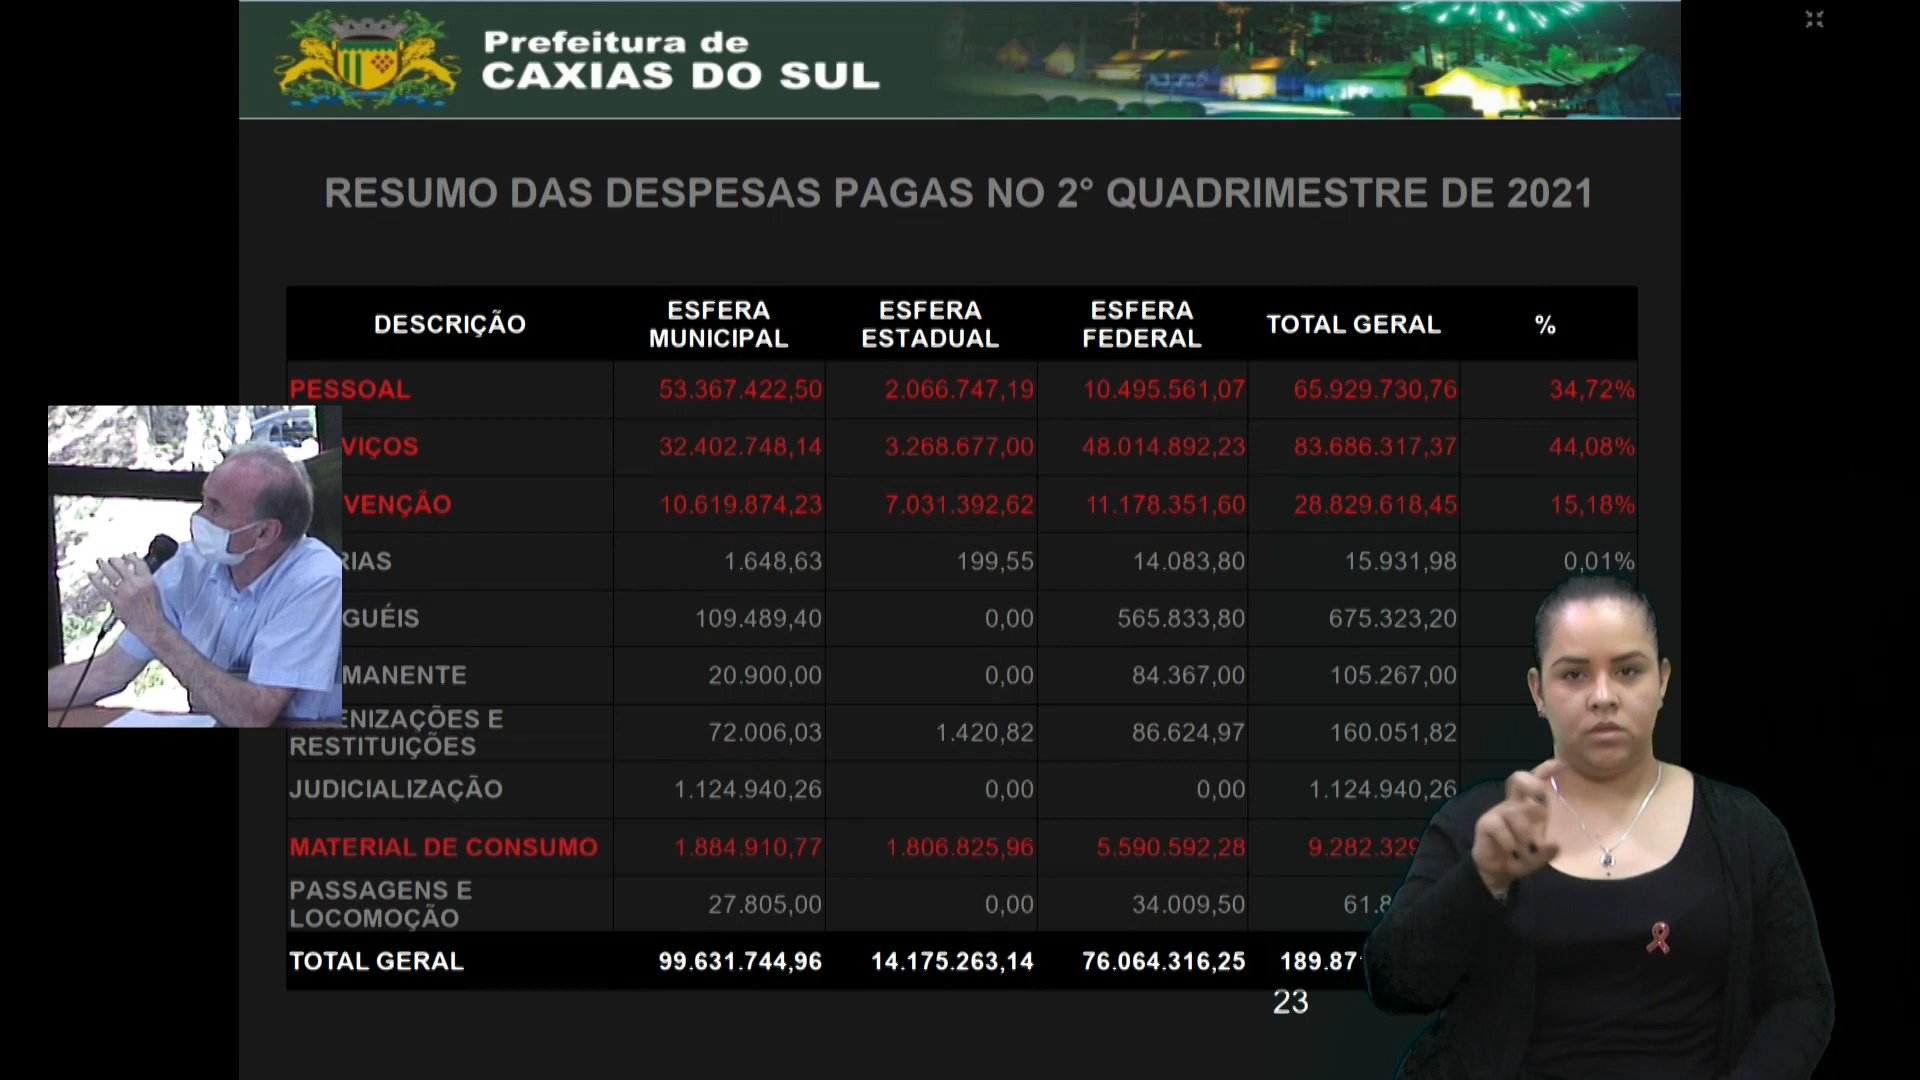 Prefeitura de
CAXIAS DO SUL
RESUMO DAS DESPESAS PAGAS NO 2° QUADRIMESTRE DE 2021
DESCRIÇÃO ESFERA MUNICIPAL ESFERA ESTADUAL ESFERA FEDERAL TOTAL GERAL %
PESSOAL 53.367.422,50 2.066.747,19 10.495.561,07 65.929.730,76 34,72%
VIÇOS 32.402.748,14 3.268.677,00 48.014.892,23 83.686.317,37 44,08%
VENÇÃO 10.619.874,23 7.031.392,62 11.178.351,60 28.829.618,45 15,18%
RIAS 1.648,63 199,55 14.083,80 15.931,98 0,01%
GUÉIS 109.489,40 0,00 565.833,80 675.323,20
MANENTE 20.900,00 0,00 84.367,00 105.267,00
ENIZAÇÕES E
RESTITUIÇÕES 72.006,03 1.420,82 86.624,97 160.051,82
JUDICIALIZAÇÃO 1.124.940,26 0,00 0,00 1.124.940,26
MATERIAL DE CONSUMO 1.884.910,77 1.806.825,96 5.590.592,28 9.282.329
PASSAGENS E
LOCOMOÇÃO 27.805,00 0,00 34.009,50 61.8
TOTAL GERAL 99.631.744,96 14.175.263,14 76.064.316,25 189.87
23